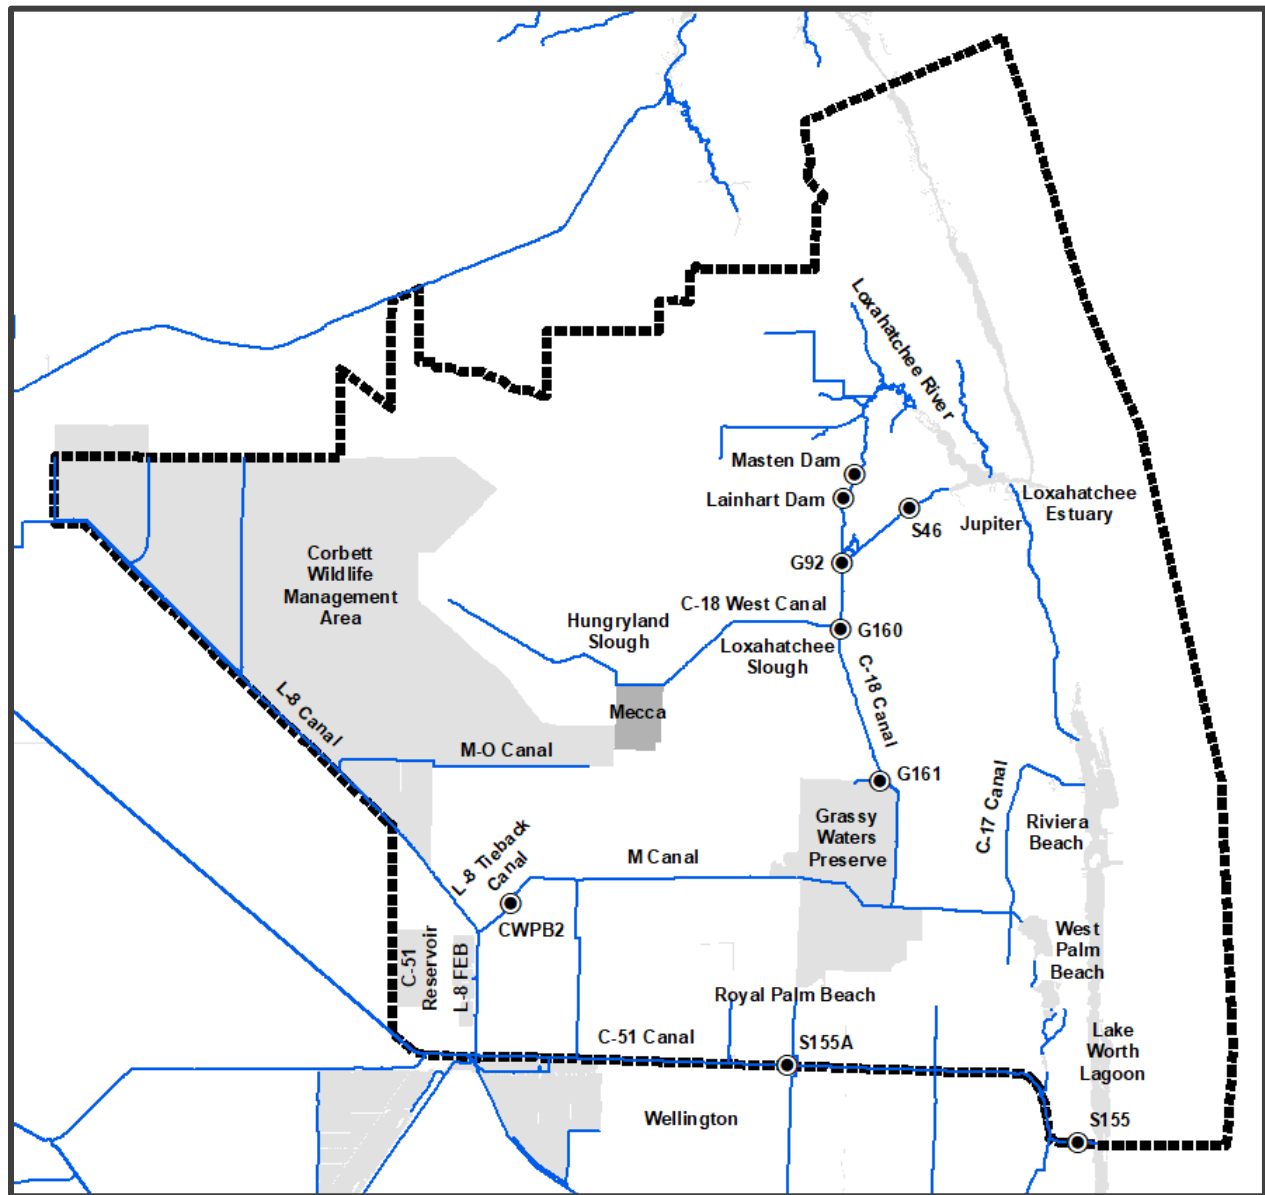 Loxahatchee River
Masten Dam
Lainhart Dam
S46
Jupiter
Loxahatchee
Estuary
G92
Corbett
Wildlife
Management
Area
C-18 West Canal
Hungryland
Slough
G160
Loxahatchee
Slough
C-18 Canal
L-8 Canal
Mecca
M-O Canal
G161
C-17 Canal
Grassy
Waters
Preserve
Riviera
Beach
L-8 Tieback
Canal
M Canal
CWPB2
C-51
Reservoir
L-8 FEB
West
Palm
Beach
Royal Palm Beach
C-51 Canal
S155A
Lake
Worth
Lagoon
Wellington
S155